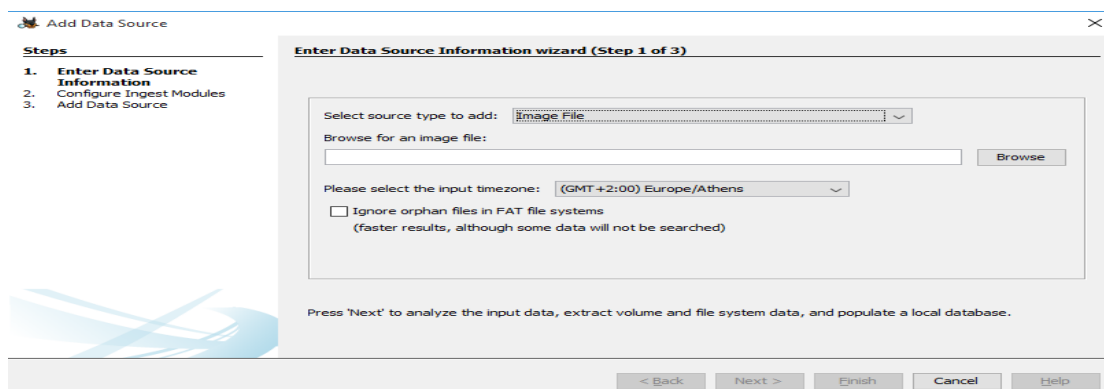 Add Data Source
Steps
1. Enter Data Source
Information
2. Configure Ingest Modules
3. Add Data Source
Enter Data Source Information wizard (Step 1 of 3)
Select source type to add: Image File
Browse for an image file:
Browse
Please select the input timezone: (GMT+2:00) Europe/Athens
Ignore orphan files in FAT file systems
(faster results, although some data will not be searched)
Press 'Next' to analyze the input data, extract volume and file system data, and populate a local database.
< Back Next > Finish Cancel Help